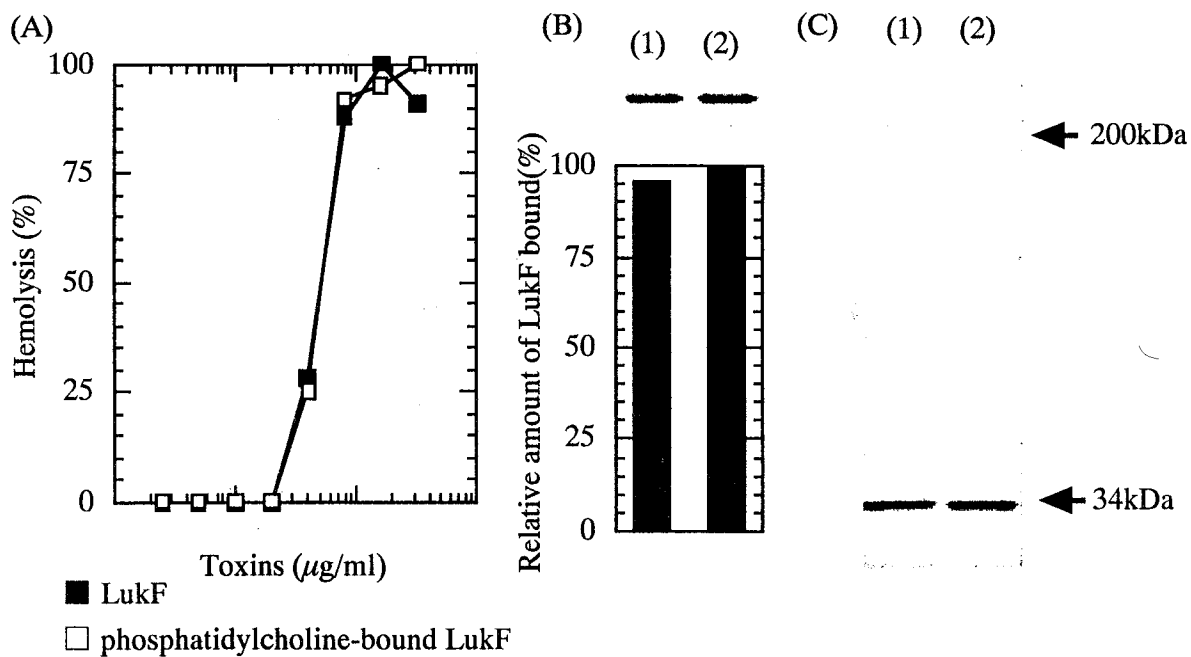 (A)
100
75
50
25
0
Hemolysis (%)
Toxins (μg/ml)
LukF
phosphatidylcholine-bound LukF
(B)
(1) (2)
100
75
50
25
0
Relative amount of LukF bound(%)
(C)
(1) (2)
200kDa
34kDa